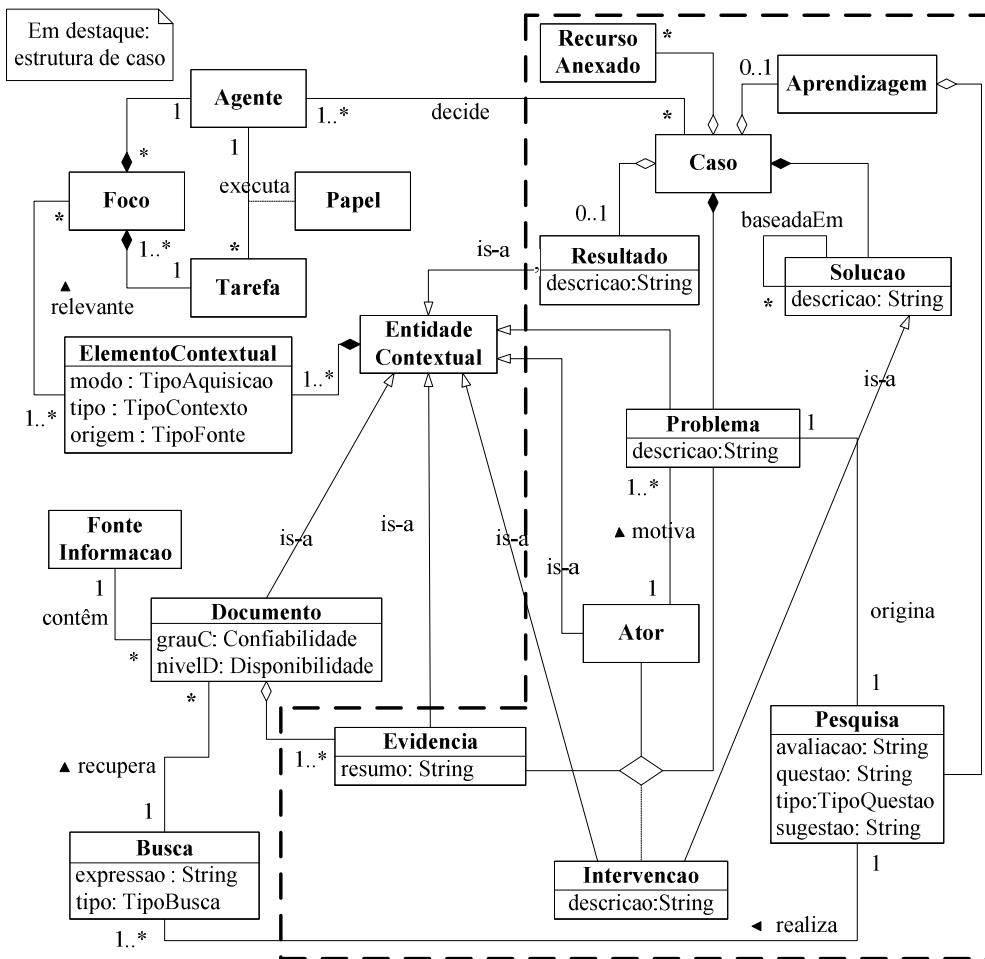 Em destaque:
estrutura de caso
Recurso
Anexado
*
0..1
Aprendizagem
Agente
1
1..*
decide
*
Caso
1
*
executa
Foco
Papel
*
0..1
baseadaEm
1..*
1
*
is-a
Resultado
descricao:String
Solucao
descricao: String
*
Tarefa
▲
relevante
Entidade
Contextual
ElementoContextual
modo : TipoAquisicao
tipo : TipoContexto
origem : TipoFonte
1..*
1..*
is-a
Problema
descricao:String
1
1..*
Fonte
Informacao
is-a
is-a
is-a
▲ motiva
is-a
1
contêm
*
Documento
grauC: Confiabilidade
nivelD: Disponibilidade
1
Ator
origina
*
1
Pesquisa
avaliacao: String
questao: String
tipo:TipoQuestao
sugestao: String
Evidencia
resumo: String
1..*
▲ recupera
1
Busca
expressao : String
tipo: TipoBusca
1..*
Intervencao
descricao:String
1
◄ realiza